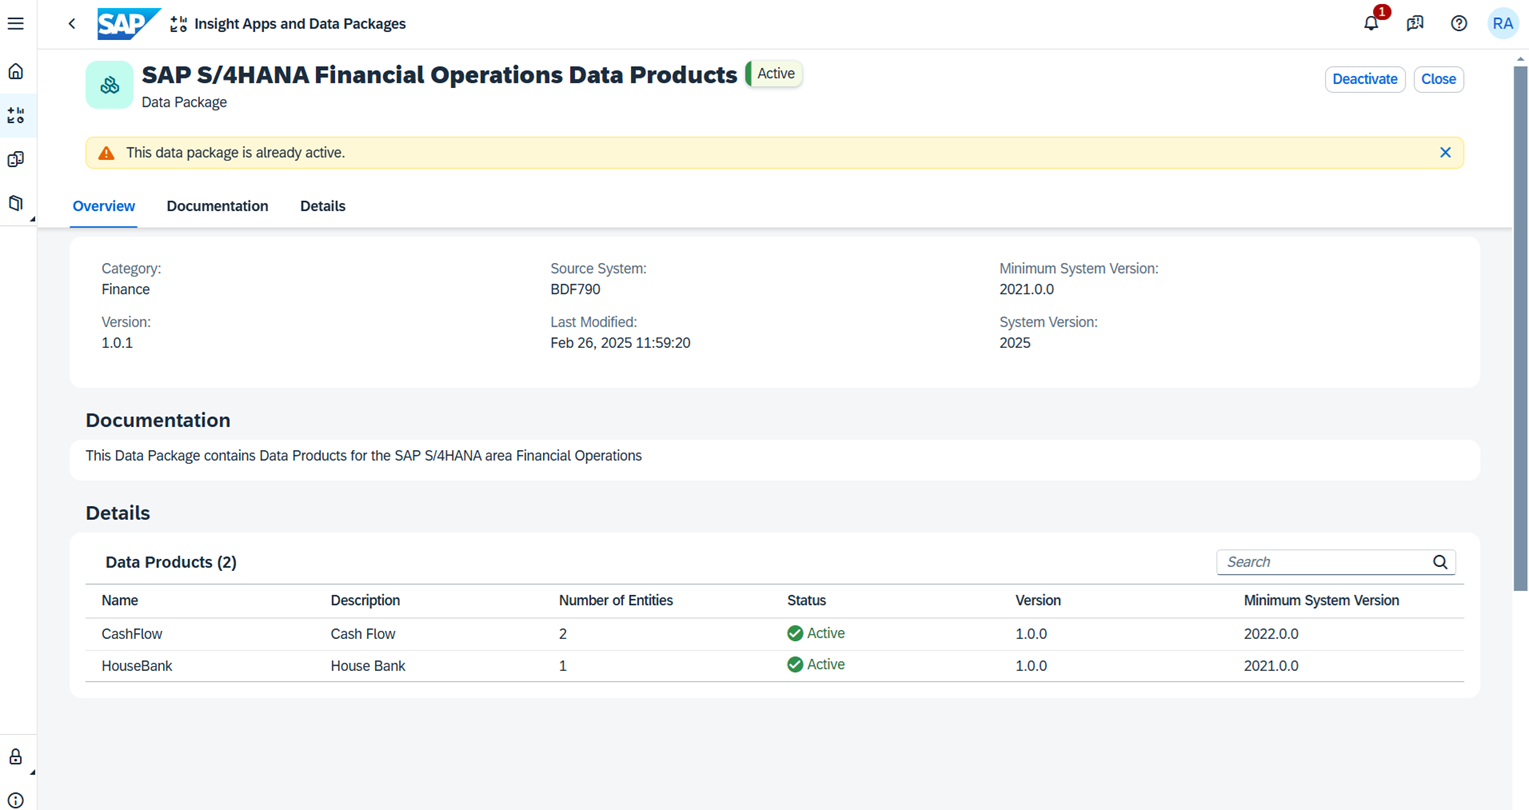 SAP Insight Apps and Data Packages 1 RA
SAP S/4HANA Financial Operations Data Products Active
Data Package
Deactivate Close
This data package is already active.
Overview Documentation Details
Category: Source System: Minimum System Version:
Finance BDF790 2021.0.0
Version: Last Modified: System Version:
1.0.1 Feb 26, 2025 11:59:20 2025
Documentation
This Data Package contains Data Products for the SAP S/4HANA area Financial Operations
Details
Data Products (2) Search
Name Description Number of Entities Status Version Minimum System Version
CashFlow Cash Flow 2 Active 1.0.0 2022.0.0
HouseBank House Bank 1 Active 1.0.0 2021.0.0